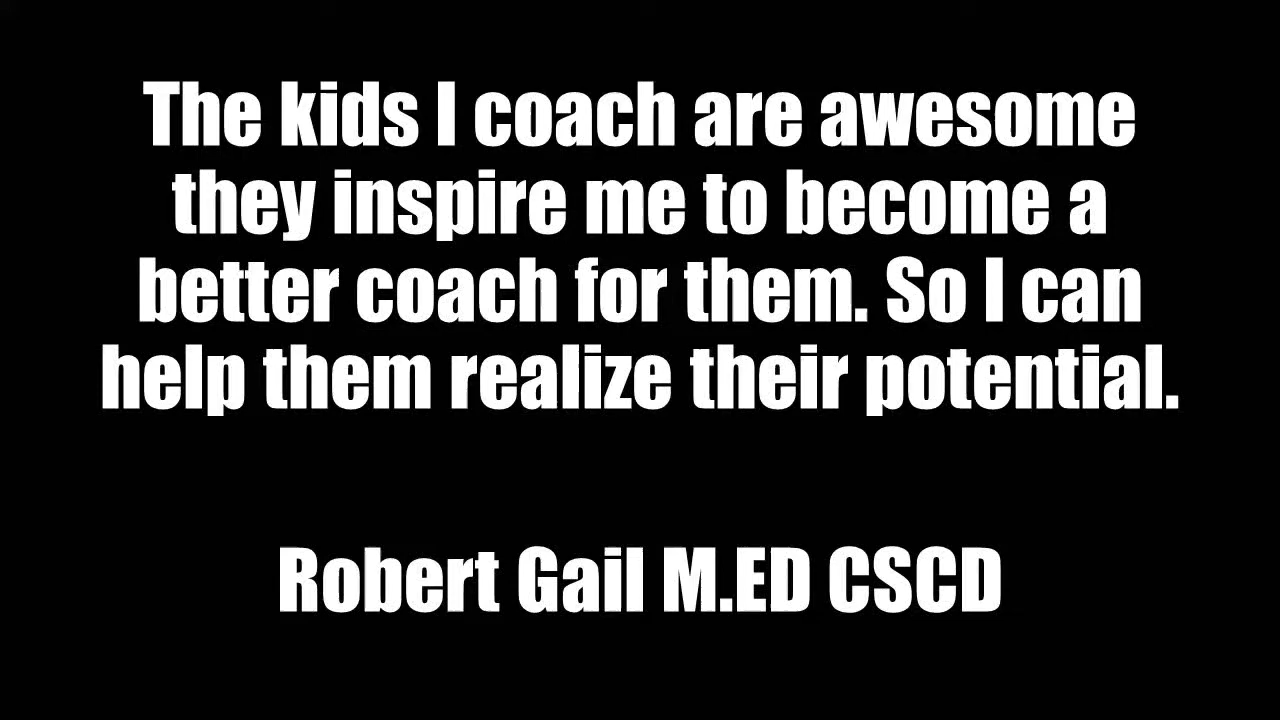 The kids I coach are awesome
they inspire me to become a
better coach for them. So I can
help them realize their potential.
Robert Gail M.ED CSCD